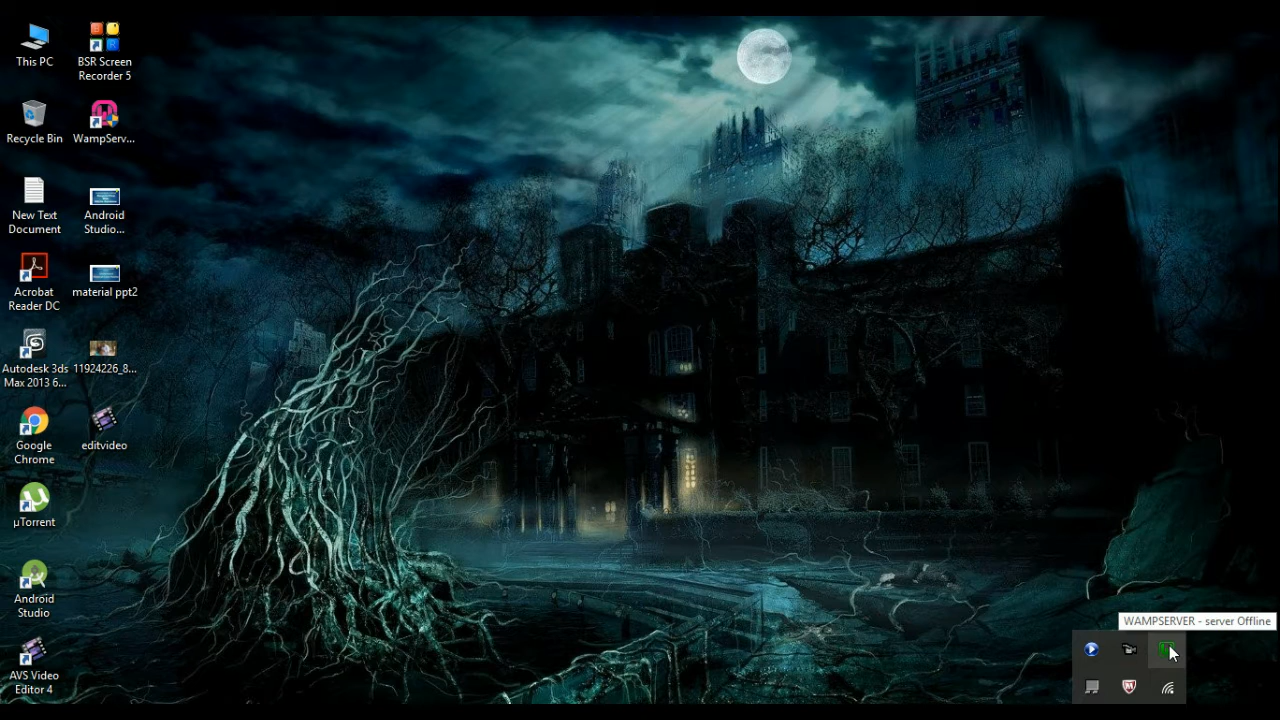 This PC
BSR Screen
Recorder 5
Recycle Bin
WampServ...
New Text
Document
Android
Studio...
Acrobat
Reader DC
material ppt2
Autodesk 3ds
Max 2013 6...
11924226_8...
Google
Chrome
editvideo
µTorrent
Android
Studio
AVS Video
Editor 4
WAMPSERVER - server Offline